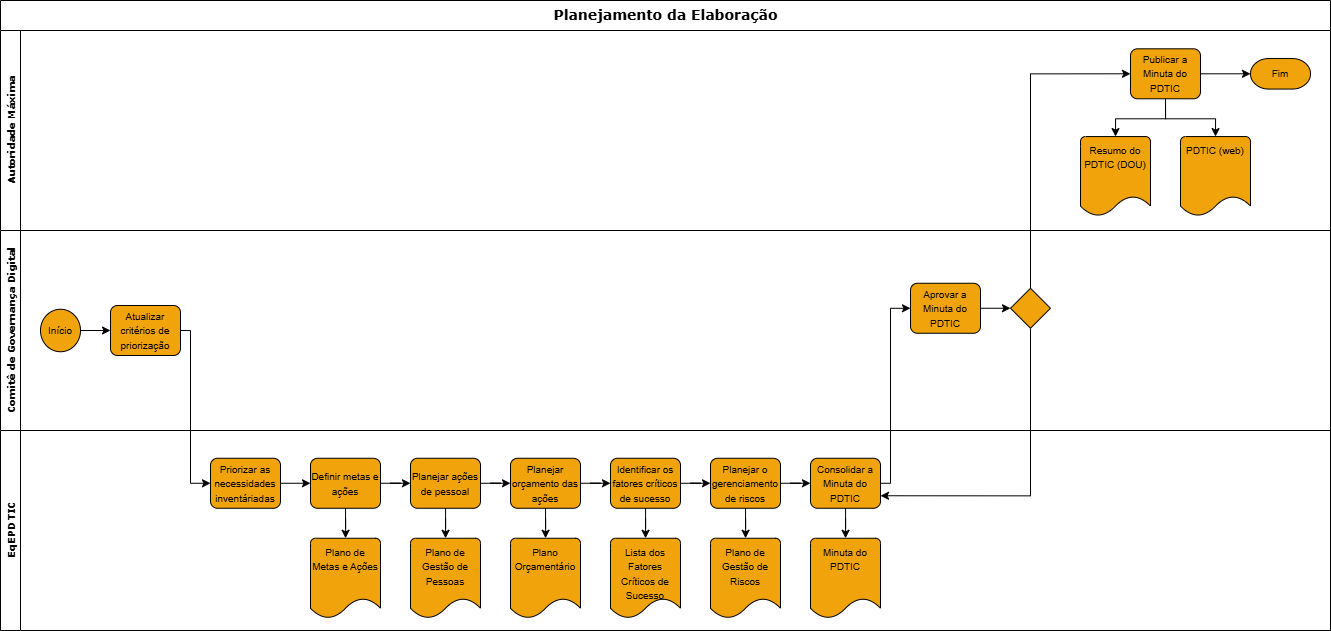 Planejamento da Elaboração
Autoridade Máxima
Publicar a
Minuta do
PDTIC
Fim
Resumo do
PDTIC (DOU)
PDTIC (web)
Comitê de Governança Digital
Início
Atualizar
critérios de
priorização
Aprovar a
Minuta do
PDTIC
EqEPD TIC
Priorizar as
necessidades
inventáriadas
Definir metas e
ações
Planejar ações
de pessoal
Planejar
orçamento das
ações
Identificar os
fatores críticos
de sucesso
Planejar o
gerenciamento
de riscos
Consolidar a
Minuta do
PDTIC
Plano de
Metas e Ações
Plano de
Gestão de
Pessoas
Plano
Orçamentário
Lista dos
Fatores
Críticos de
Sucesso
Plano de
Gestão de
Riscos
Minuta do
PDTIC